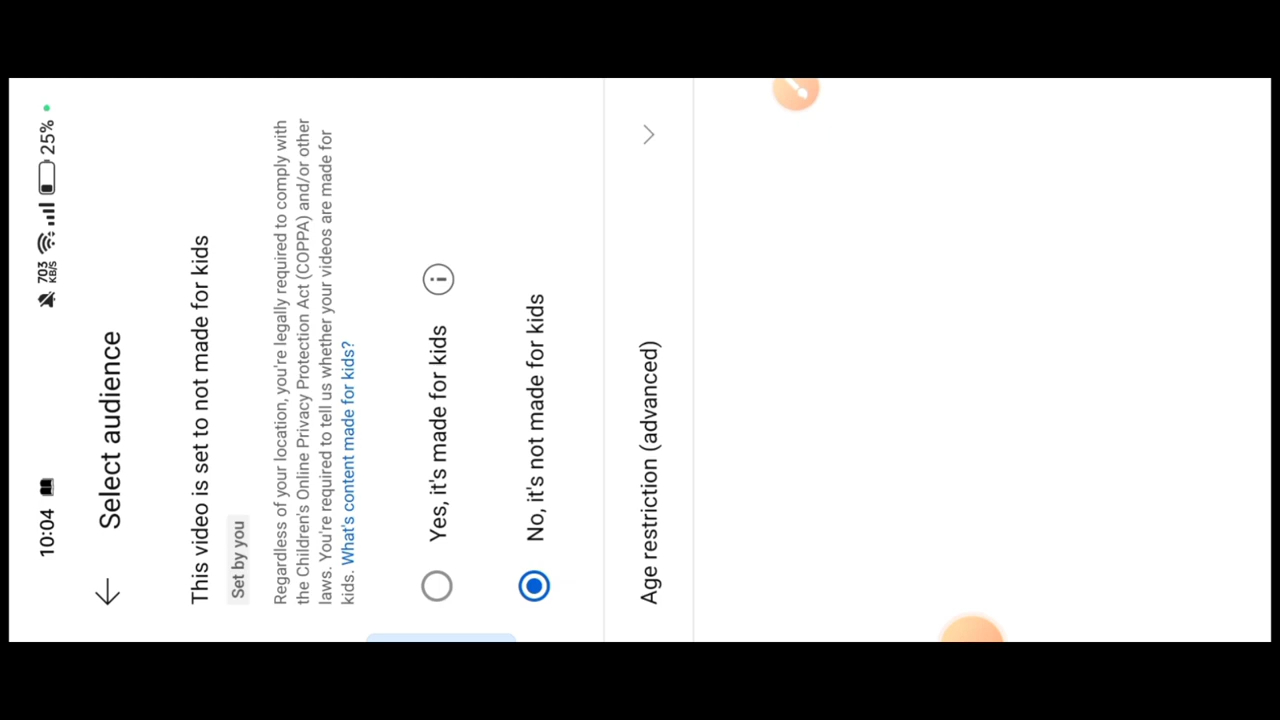 10:04 703 KB/S 25%
Select audience
This video is set to not made for kids
Set by you
Regardless of your location, you're legally required to comply with
the Children's Online Privacy Protection Act (COPPA) and/or other
laws. You're required to tell us whether your videos are made for
kids. What's content made for kids?
Yes, it's made for kids
No, it's not made for kids
Age restriction (advanced)